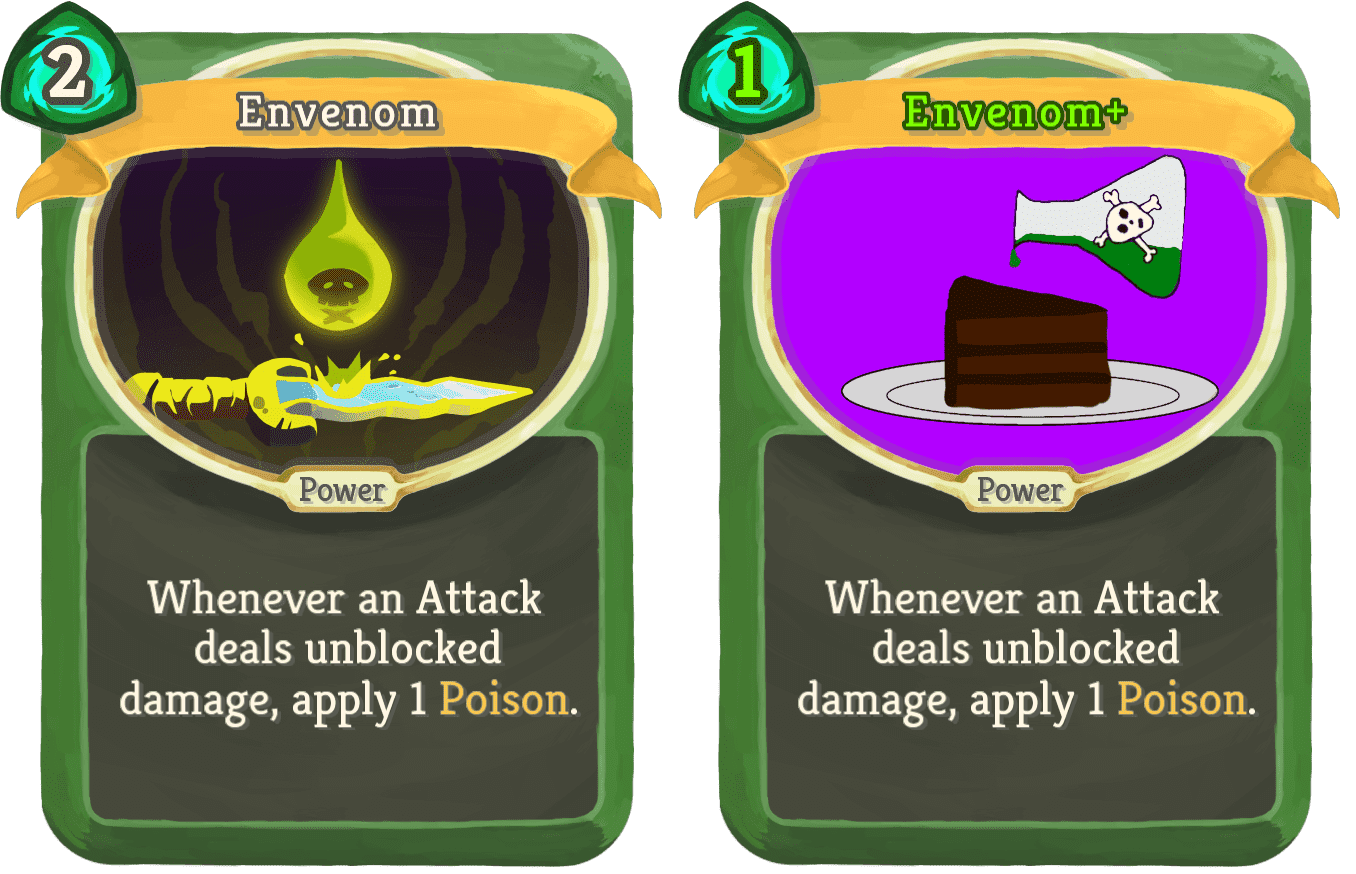 2
Envenom
Power
Whenever an Attack
deals unblocked
damage, apply 1 Poison.
1
Envenom+
Power
Whenever an Attack
deals unblocked
damage, apply 1 Poison.